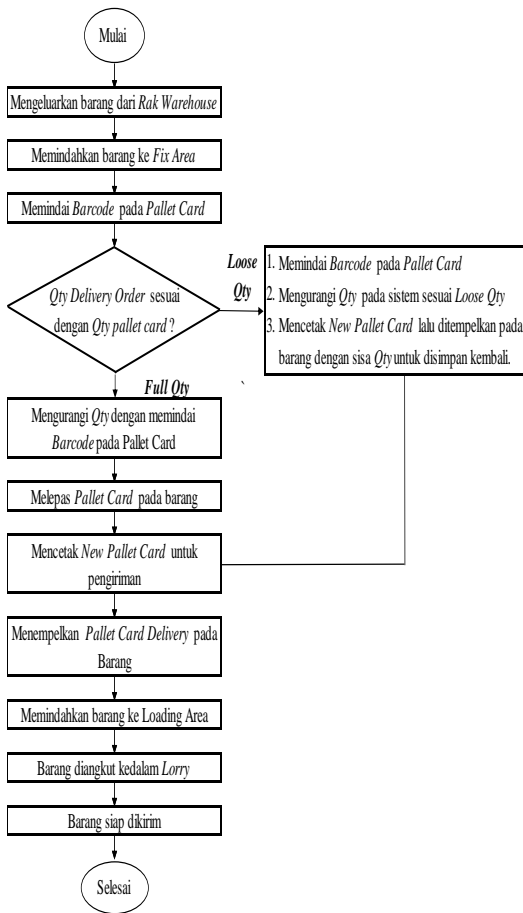 Mulai
Mengeluarkan barang dari Rak Warehouse
Memindahkan barang ke Fix Area
Memindai Barcode pada Pallet Card
Qty Delivery Order sesuai
dengan Qty pallet card ?
Loose
Qty
1. Memindai Barcode pada Pallet Card
2. Mengurangi Qty pada sistem sesuai Loose Qty
3. Mencetak New Pallet Card lalu ditempelkan pada
barang dengan sisa Qty untuk disimpan kembali.
Full Qty
`
Mengurangi Qty dengan memindai
Barcode pada Pallet Card
Melepas Pallet Card pada barang
Mencetak New Pallet Card untuk
pengiriman
Menempelkan Pallet Card Delivery pada
Barang
Memindahkan barang ke Loading Area
Barang diangkut kedalam Lorry
Barang siap dikirim
Selesai